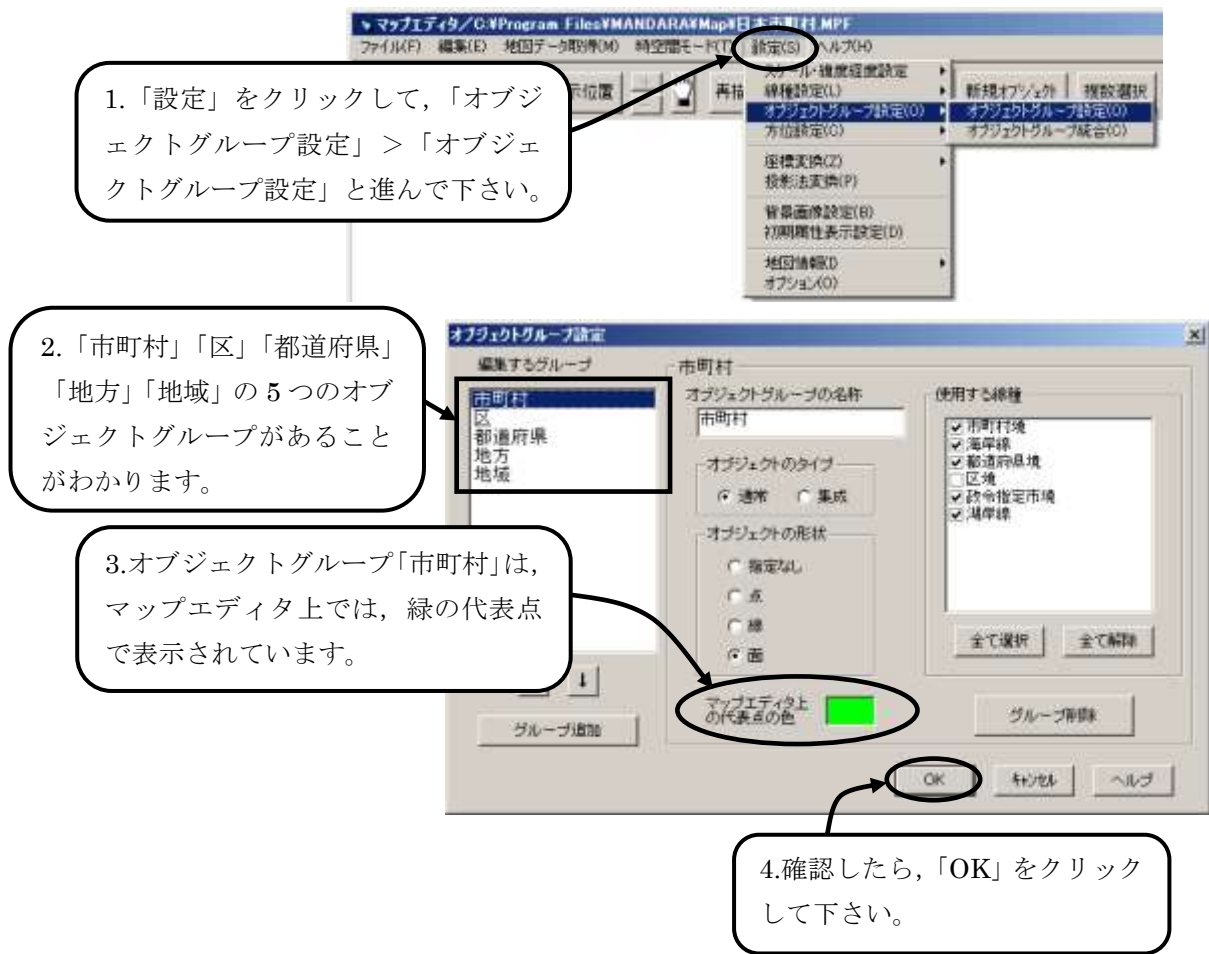 マップエディタ／C:¥Program Files¥MANDARA¥Map¥日本市町村.MPF
ファイル(F) 編集(E) 地図データ取得(M) 時空間モード(T) 設定(S) ヘルプ(H)
示位置 再描 新規オブジェクト 複数選択
スケール・緯度経度設定
線種設定(L)
オブジェクトグループ設定(O) オブジェクトグループ設定(O)
方位設定(C) オブジェクトグループ統合(G)
座標変換(Z)
投影法変換(P)
背景画像設定(B)
初期属性表示設定(D)
地図情報(I)
オプション(O)
1.「設定」をクリックして，「オブジ
ェクトグループ設定」＞「オブジェ
クトグループ設定」と進んで下さい。
2.「市町村」「区」「都道府県」
「地方」「地域」の 5 つのオブ
ジェクトグループがあること
がわかります。
オブジェクトグループ設定
編集するグループ
市町村
区
都道府県
地方
地域
↓
グループ追加
市町村
オブジェクトグループの名称
市町村
オブジェクトのタイプ
通常 集成
オブジェクトの形状
指定なし
点
線
面
マップエディタ上
の代表点の色
使用する線種
市町村境
海岸線
都道府県境
区境
政令指定市境
湖岸線
全て選択 全て解除
グループ削除
OK キャンセル ヘルプ
3.オブジェクトグループ「市町村」は，
マップエディタ上では，緑の代表点
で表示されています。
4.確認したら，「OK」をクリック
して下さい。